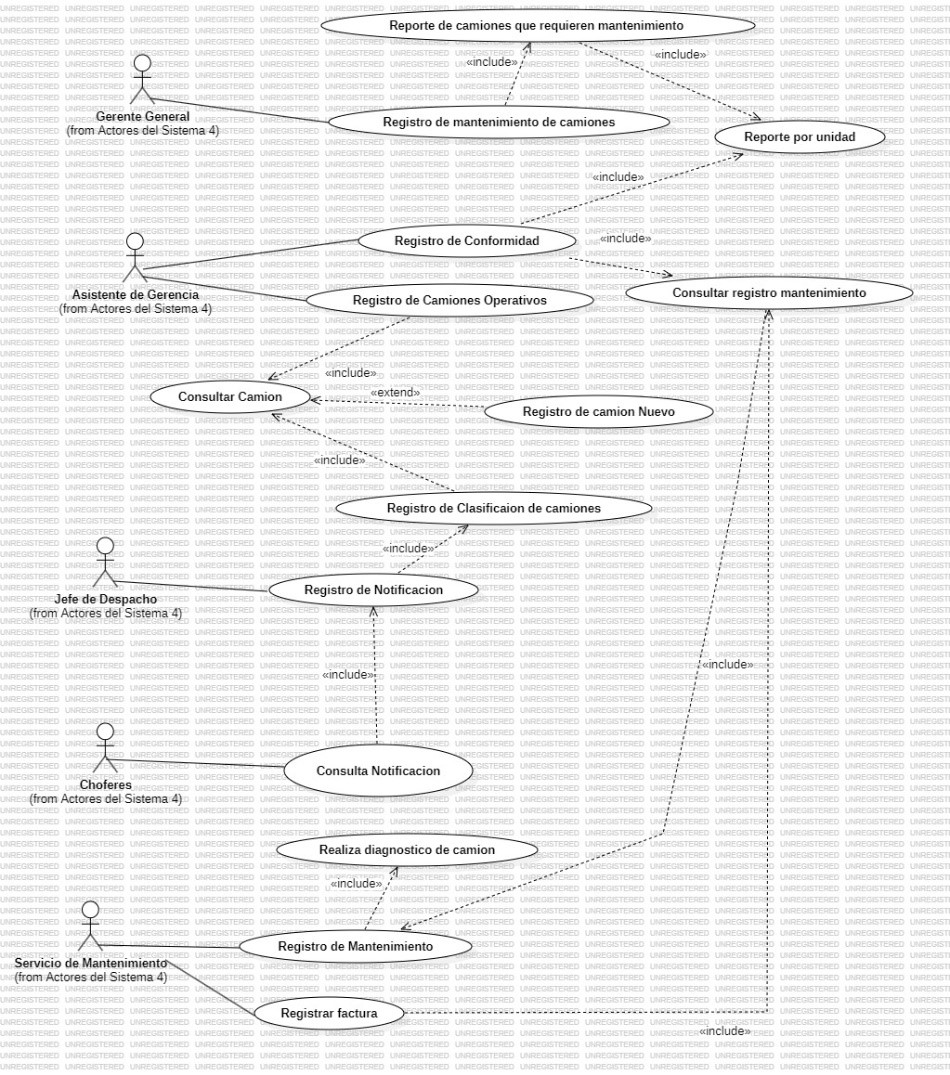 Reporte de camiones que requieren mantenimiento
«include»
«include»
Gerente General
(from Actores del Sistema 4)
Registro de mantenimiento de camiones
Reporte por unidad
«include»
Registro de Conformidad
«include»
Asistente de Gerencia
(from Actores del Sistema 4)
Registro de Camiones Operativos
Consultar registro mantenimiento
«include»
«extend»
Consultar Camion
Registro de camion Nuevo
«include»
Registro de Clasificaion de camiones
«include»
Jefe de Despacho
(from Actores del Sistema 4)
Registro de Notificacion
«include»
«include»
Choferes
(from Actores del Sistema 4)
Consulta Notificacion
Realiza diagnostico de camion
«include»
Servicio de Mantenimiento
(from Actores del Sistema 4)
Registro de Mantenimiento
Registrar factura
«include»
UNREGISTERED